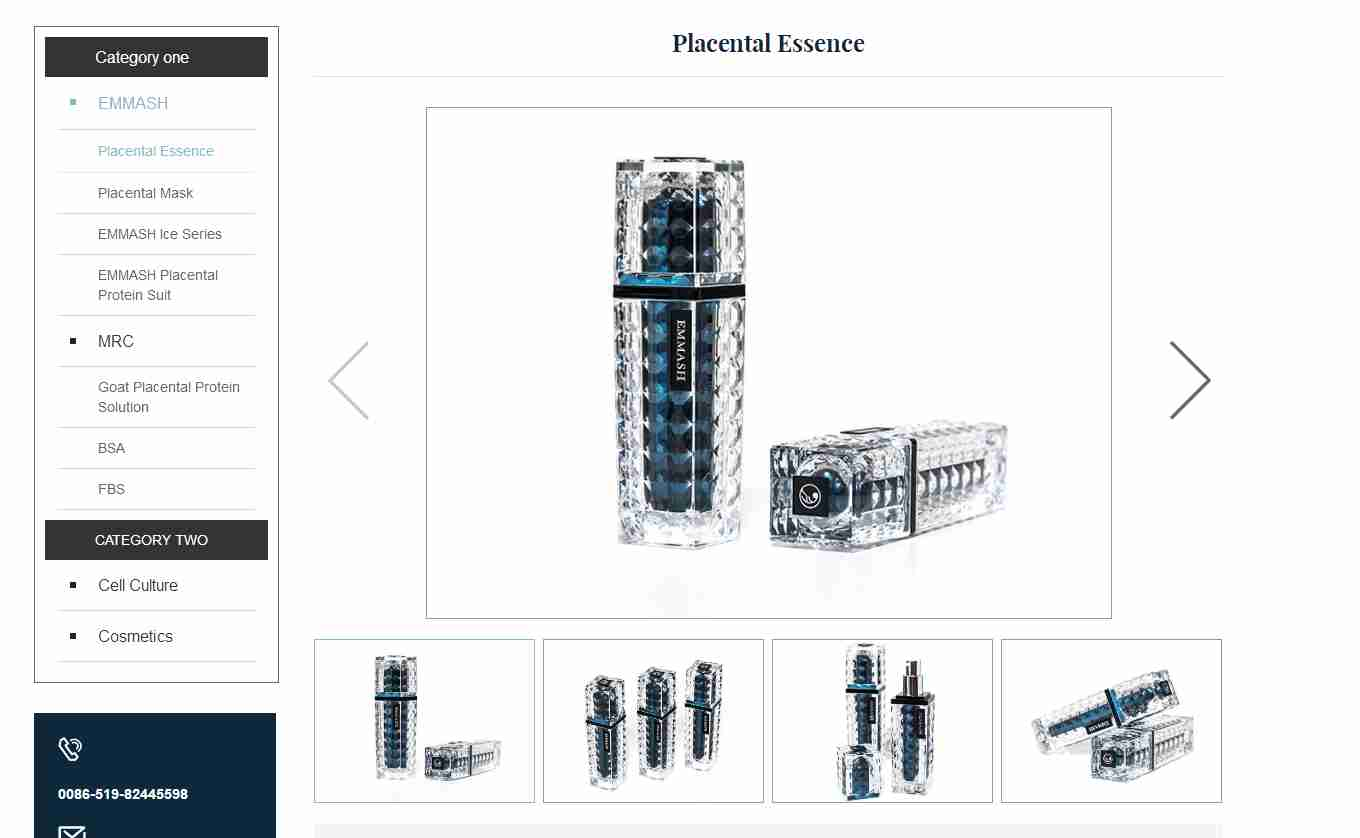 Category one
EMMASH
Placental Essence
Placental Mask
EMMASH Ice Series
EMMASH Placental
Protein Suit
MRC
Goat Placental Protein
Solution
BSA
FBS
CATEGORY TWO
Cell Culture
Cosmetics
0086-519-82445598
Placental Essence
EMMASH